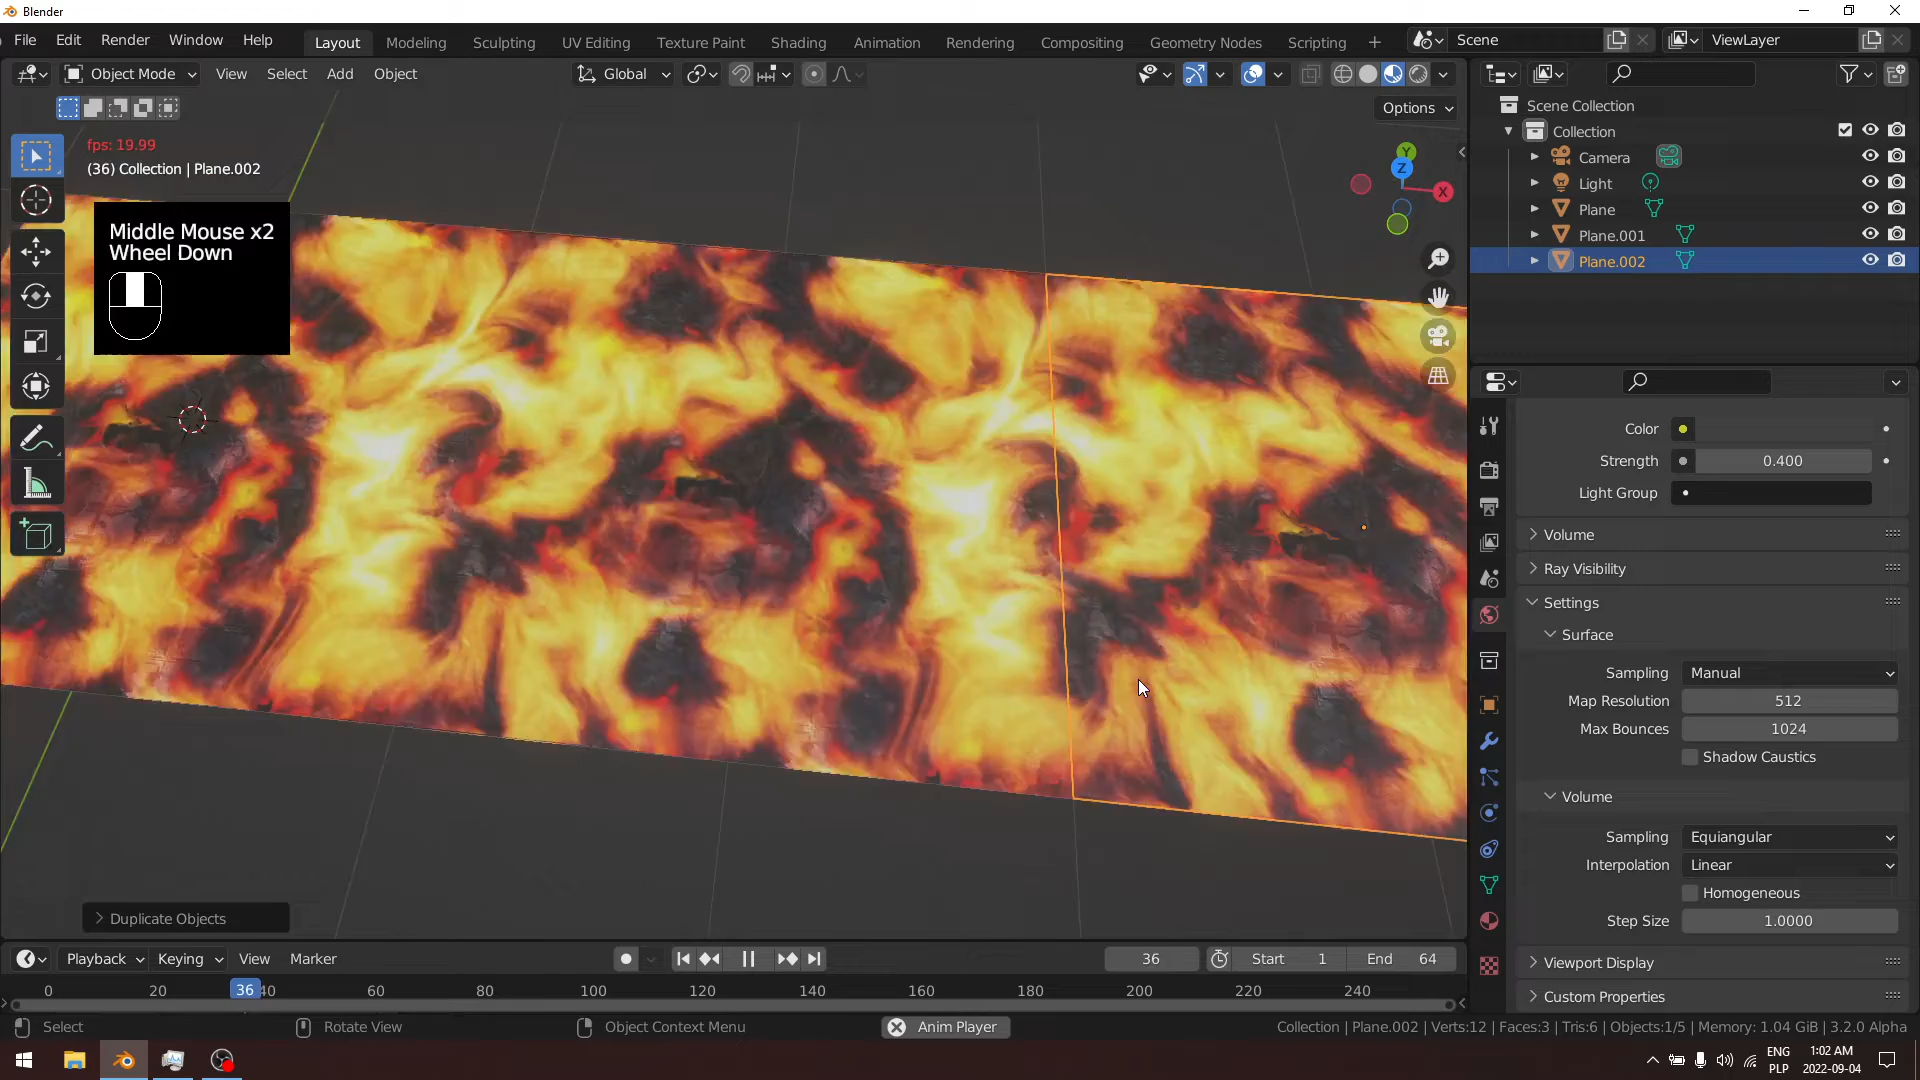 Blender
File Edit Render Window Help Layout Modeling Sculpting UV Editing Texture Paint Shading Animation Rendering Compositing Geometry Nodes Scripting + Scene ViewLayer
Object Mode View Select Add Object Global
Options
fps: 19.99
(36) Collection | Plane.002
Middle Mouse x2
Wheel Down
Y
Z
X
Scene Collection
Collection
Camera
Light
Plane
Plane.001
Plane.002
Color
Strength 0.400
Light Group
Volume
Ray Visibility
Settings
Surface
Sampling Manual
Map Resolution 512
Max Bounces 1024
Shadow Caustics
Volume
Sampling Equiangular
Interpolation Linear
Homogeneous
Step Size 1.0000
Viewport Display
Custom Properties
Duplicate Objects
Playback Keying View Marker 36 Start 1 End 64
0 20 36 40 60 80 100 120 140 160 180 200 220 240
Select Rotate View Object Context Menu Anim Player Collection | Plane.002 | Verts:12 | Faces:3 | Tris:6 | Objects:1/5 | Memory: 1.04 GiB | 3.2.0 Alpha
ENG 1:02 AM
PLP 2022-09-04